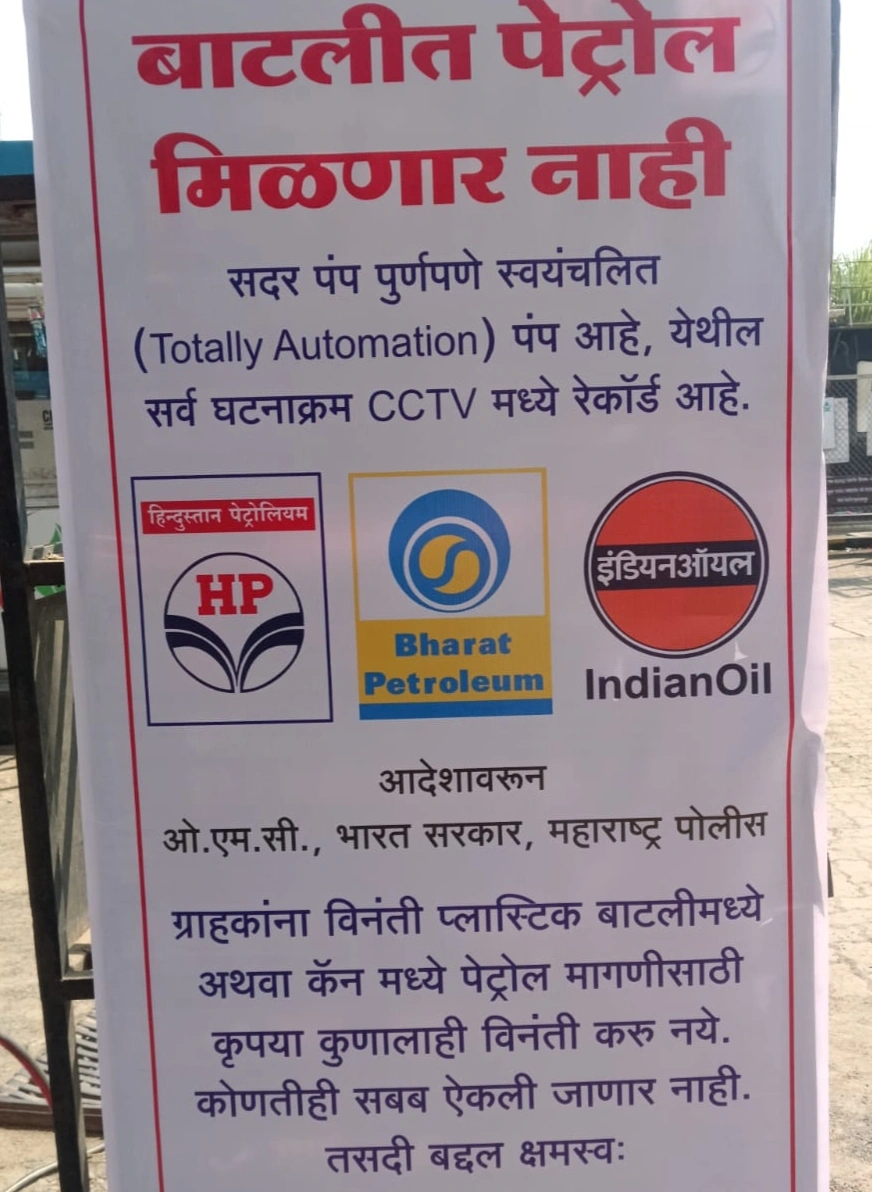 बाटलीत पेट्रोल
मिळणार नाही
सदर पंप पुर्णपणे स्वयंचलित
(Totally Automation) पंप आहे, येथील
सर्व घटनाक्रम CCTV मध्ये रेकॉर्ड आहे.
हिन्दुस्तान पेट्रोलियम
HP
Bharat
Petroleum
इंडियनऑयल
IndianOil
आदेशावरून
ओ.एम.सी., भारत सरकार, महाराष्ट्र पोलीस
ग्राहकांना विनंती प्लास्टिक बाटलीमध्ये
अथवा कॅन मध्ये पेट्रोल मागणीसाठी
कृपया कुणालाही विनंती करु नये.
कोणतीही सबब ऐकली जाणार नाही.
तसदी बद्दल क्षमस्वः